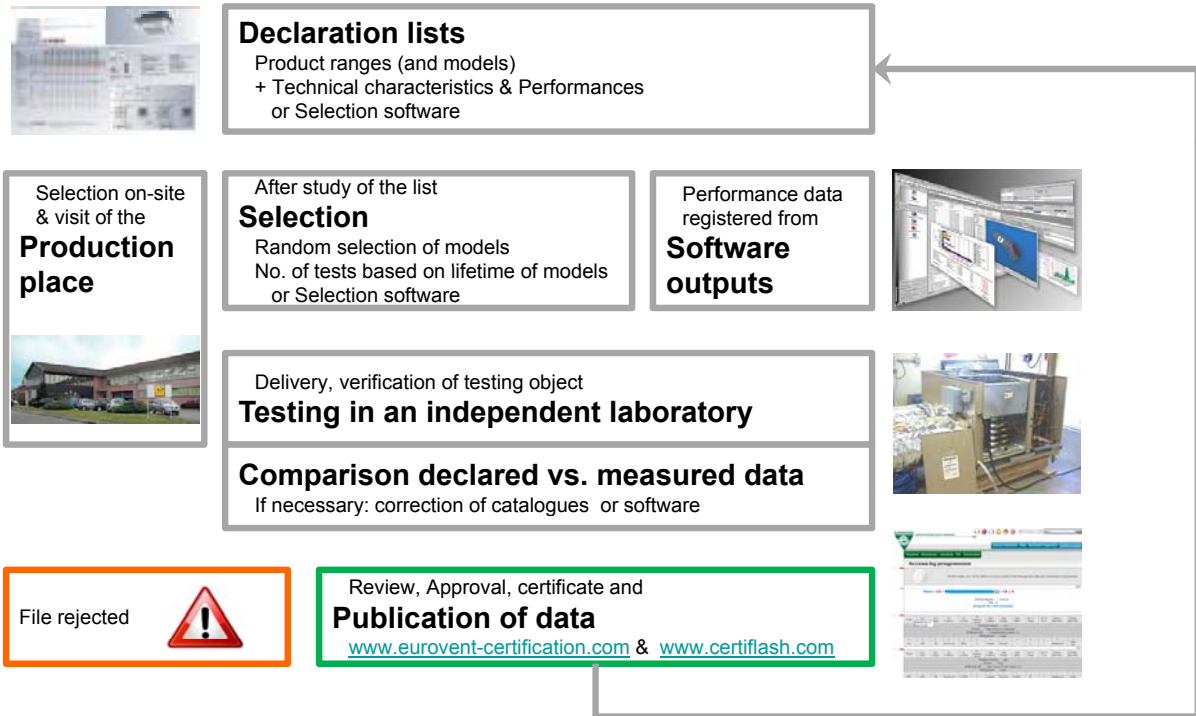 Declaration lists
Product ranges (and models)
+ Technical characteristics & Performances
or Selection software
Selection on-site
& visit of the
Production
place
After study of the list
Selection
Random selection of models
No. of tests based on lifetime of models
or Selection software
Performance data
registered from
Software
outputs
Delivery, verification of testing object
Testing in an independent laboratory
Comparison declared vs. measured data
If necessary: correction of catalogues or software
File rejected
Review, Approval, certificate and
Publication of data
www.eurovent-certification.com & www.certiflash.com